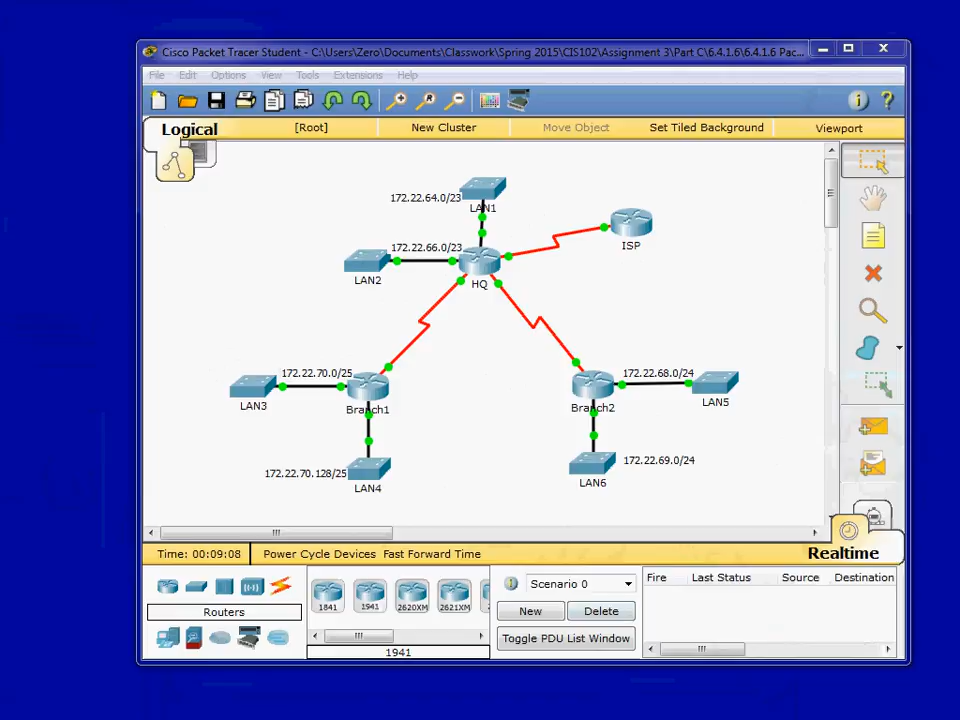 Cisco Packet Tracer Student - C:\Users\Zero\Documents\Classwork\Spring 2015\CIS102\Assignment 3\Part C\6.4.1.6\6.4.1.6 Pac...
File Edit Options View Tools Extensions Help
Logical [Root] New Cluster Move Object Set Tiled Background Viewport
172.22.64.0/23
LAN1
ISP
172.22.66.0/23
LAN2
HQ
172.22.70.0/25
172.22.68.0/24
LAN3
Branch1
Branch2
LAN5
172.22.70.128/25
172.22.69.0/24
LAN4
LAN6
Time: 00:09:08 Power Cycle Devices Fast Forward Time Realtime
Routers
1841 1941 2620XM 2621XM
1941
Scenario 0
New Delete
Toggle PDU List Window
Fire Last Status Source Destination